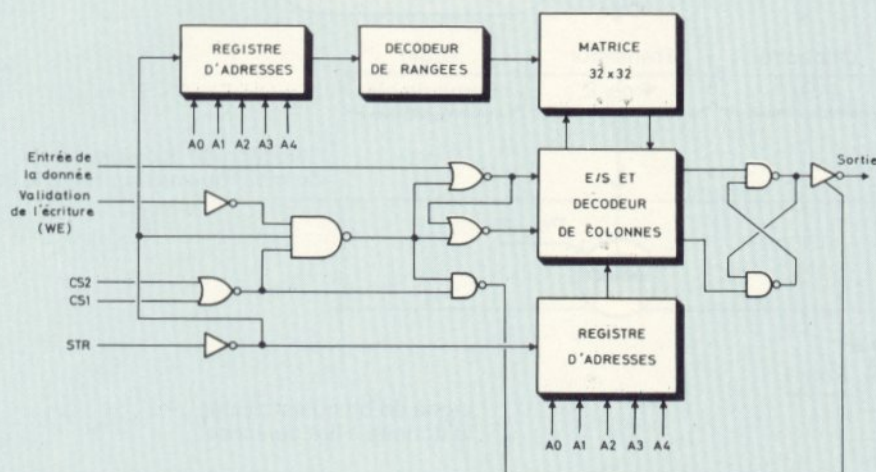 REGISTRE
D'ADRESSES
DECODEUR
DE RANGEES
MATRICE
32 x 32
A0 A1 A2 A3 A4
Entrée de
la donnée
Validation
de l'écriture
(WE)
E/S ET
DECODEUR
DE COLONNES
Sortie
CS2
CS1
STR
REGISTRE
D'ADRESSES
A0 A1 A2 A3 A4